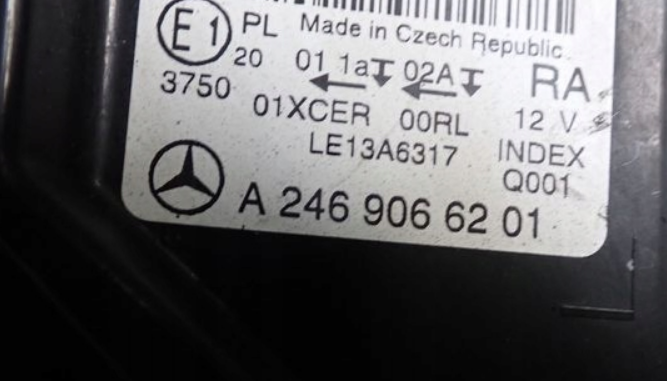 E1 PL Made in Czech Republic
20 01 1a 02A RA
3750 01XCER 00RL 12 V
LE13A6317 INDEX
Q001
A 246 906 62 01